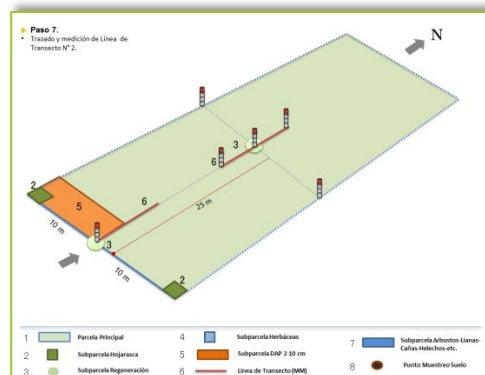 Paso 7.
• Trazado y medición de Línea de
Transecto N° 2.
N
3
6
2
5
6
25 m
10 m
3
10 m
2
1 Parcela Principal
2 Subparcela Hojarasca
3 Subparcela Regeneración
4 Subparcela Herbáceas
5 Subparcela DAP 2-10 cm
6 Línea de Transecto (MM)
7 Subparcela Arbustos-Lianas-
Cañas-Helechos-etc.
8 Punto Muestreo Suelo